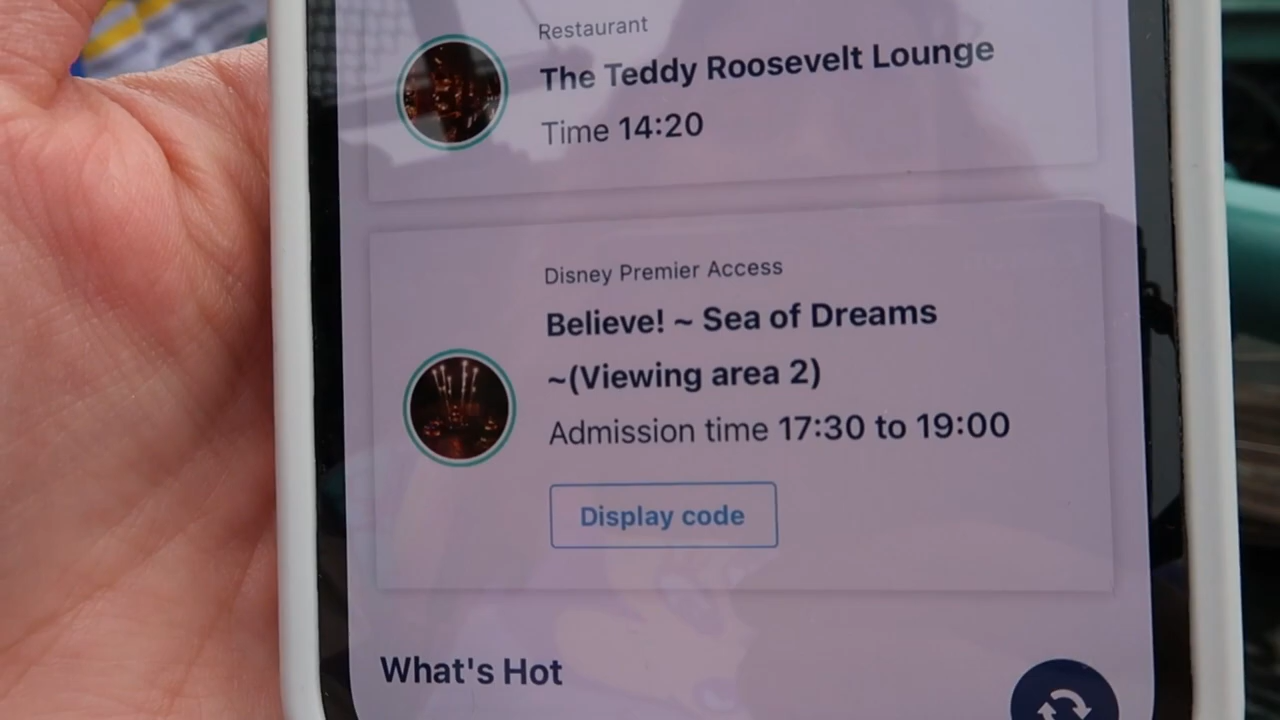 Restaurant
The Teddy Roosevelt Lounge
Time 14:20
Disney Premier Access
Believe! ~ Sea of Dreams
~(Viewing area 2)
Admission time 17:30 to 19:00
Display code
What's Hot